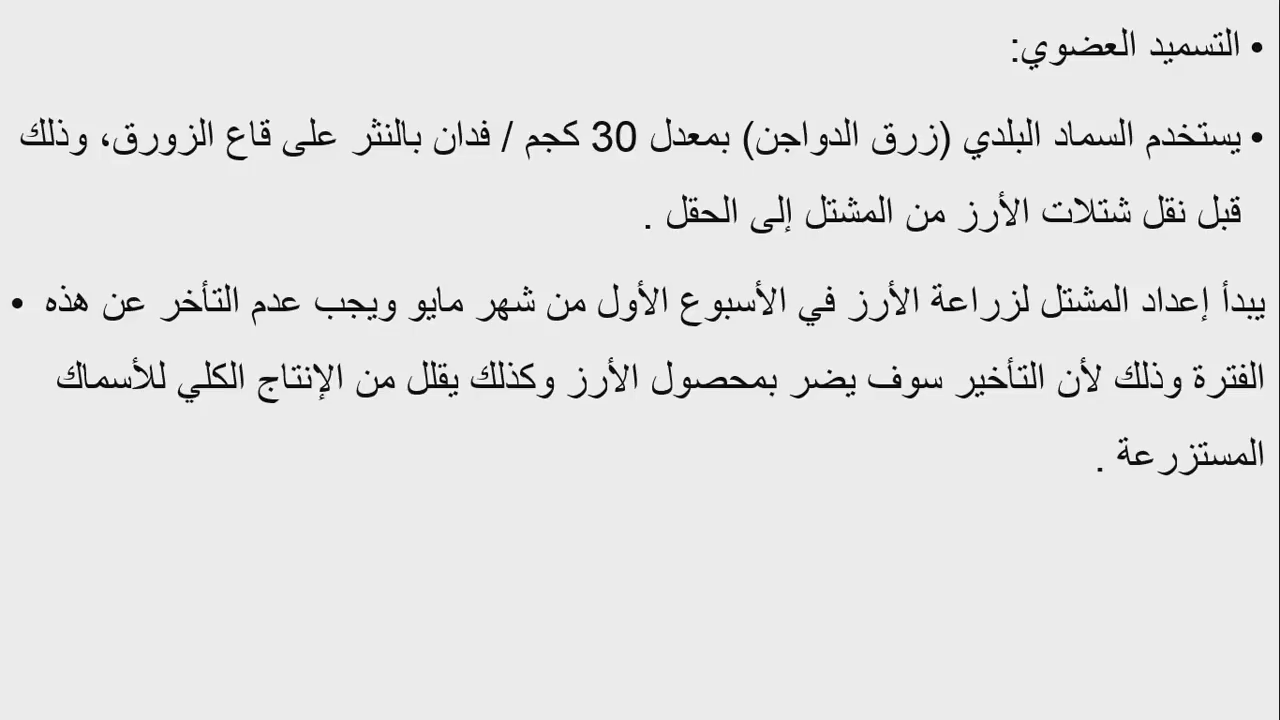 • التسميد العضوي:
• يستخدم السماد البلدي (زرق الدواجن) بمعدل 30 كجم / فدان بالنثر على قاع الزورق، وذلك
قبل نقل شتلات الأرز من المشتل إلى الحقل .
يبدأ إعداد المشتل لزراعة الأرز في الأسبوع الأول من شهر مايو ويجب عدم التأخر عن هذه •
الفترة وذلك لأن التأخير سوف يضر بمحصول الأرز وكذلك يقلل من الإنتاج الكلي للأسماك
المستزرعة .